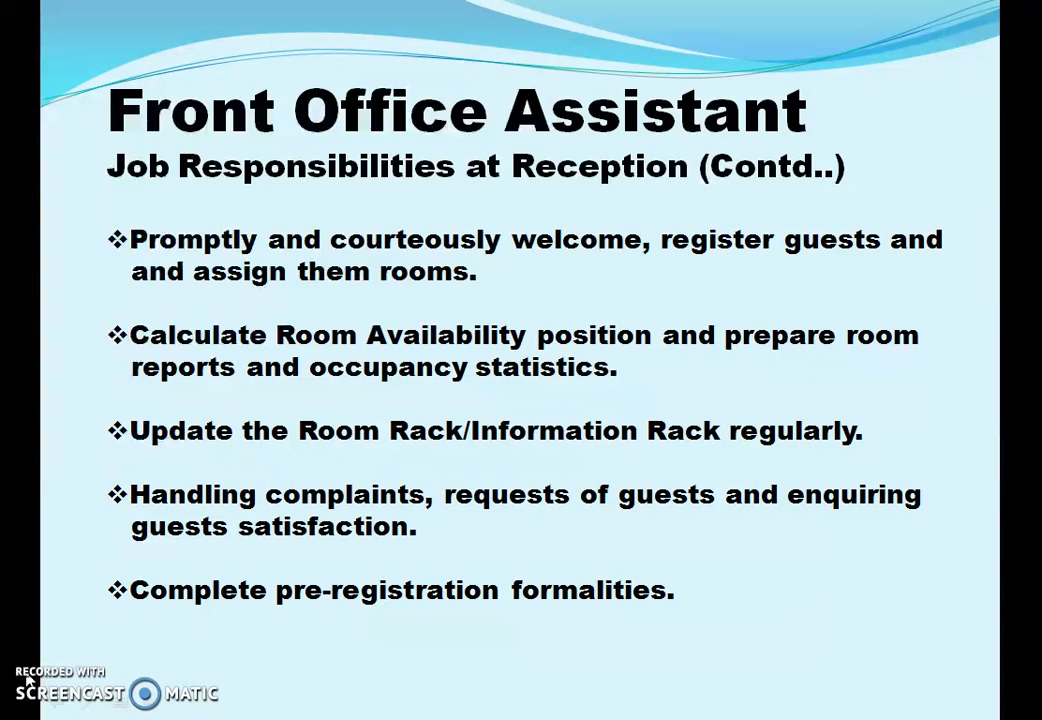 Front Office Assistant
Job Responsibilities at Reception (Contd..)
❖Promptly and courteously welcome, register guests and
and assign them rooms.
❖Calculate Room Availability position and prepare room
reports and occupancy statistics.
❖Update the Room Rack/Information Rack regularly.
❖Handling complaints, requests of guests and enquiring
guests satisfaction.
❖Complete pre-registration formalities.
RECORDED WITH
SCREENCAST MATIC